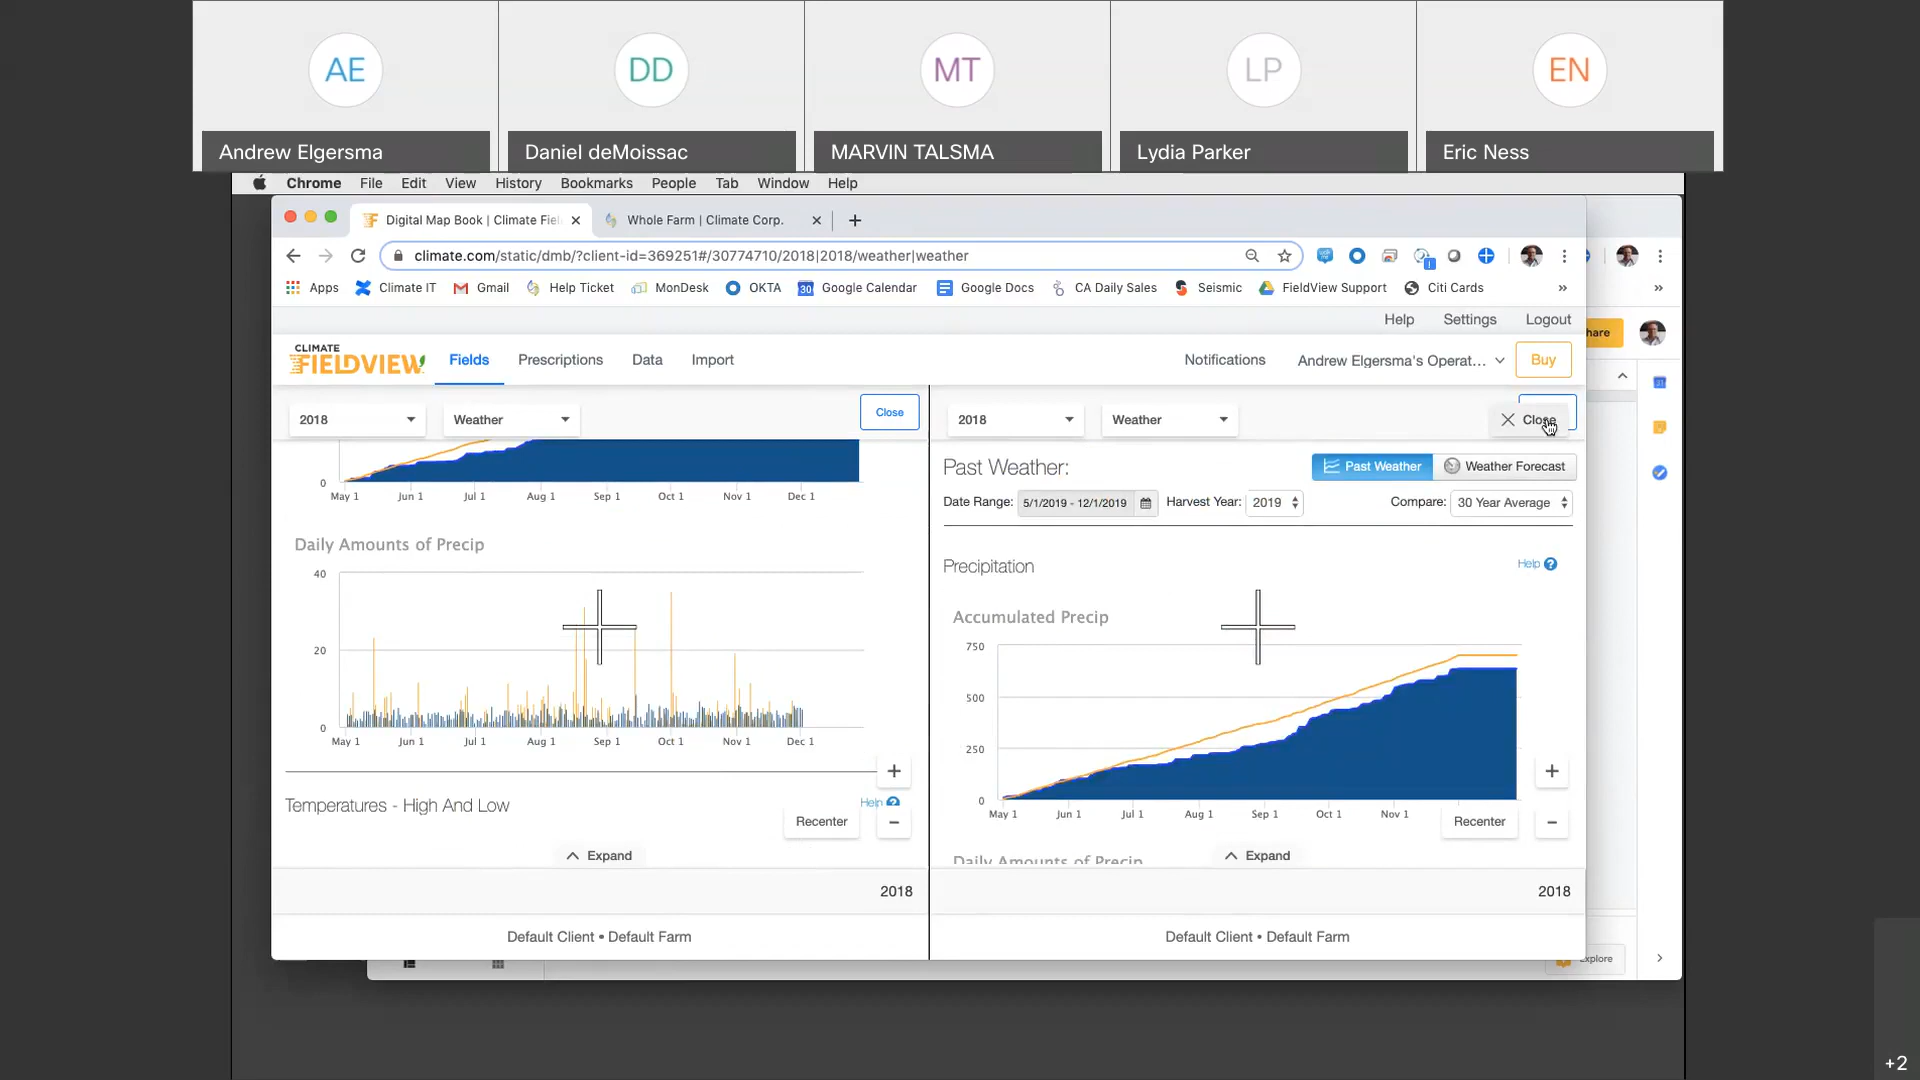 AE DD MT LP EN
Andrew Elgersma Daniel deMoissac MARVIN TALSMA Lydia Parker Eric Ness
Chrome File Edit View History Bookmarks People Tab Window Help
Digital Map Book | Climate Fiel Whole Farm | Climate Corp.
climate.com/static/dmb/?client-id=369251#/30774710/2018|2018/weather|weather
Apps Climate IT Gmail Help Ticket MonDesk OKTA 30 Google Calendar Google Docs CA Daily Sales Seismic FieldView Support Citi Cards »
»
Help Settings Logout
hare
CLIMATE
FIELDVIEW
Fields Prescriptions Data Import Notifications Andrew Elgersma's Operat... Buy
2018 Weather Close
0
May 1 Jun 1 Jul 1 Aug 1 Sep 1 Oct 1 Nov 1 Dec 1
Daily Amounts of Precip
40
20
0
May 1 Jun 1 Jul 1 Aug 1 Sep 1 Oct 1 Nov 1 Dec 1
Temperatures - High And Low
Help ?
Recenter
+
−
Expand
2018
Default Client • Default Farm
2018 Weather Close
Past Weather:
Past Weather Weather Forecast
Date Range: 5/1/2019 - 12/1/2019 Harvest Year: 2019 Compare: 30 Year Average
Precipitation
Help ?
Accumulated Precip
750
500
250
0
May 1 Jun 1 Jul 1 Aug 1 Sep 1 Oct 1 Nov 1
Recenter
+
−
Daily Amounts of Precip
Expand
2018
Default Client • Default Farm
xplore
+2